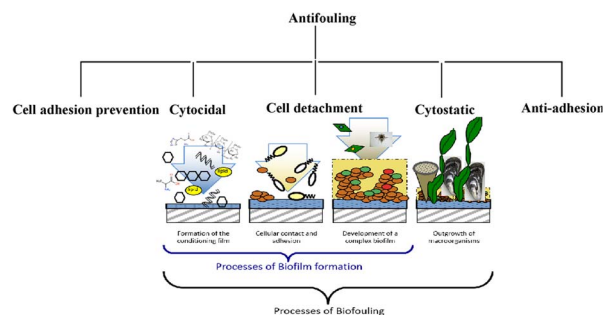 Antifouling
Cell adhesion prevention
Cytocidal
Cell detachment
Cytostatic
Anti-adhesion
Formation of the
conditioning film
Cellular contact and
adhesion
Development of a
complex biofilm
Outgrowth of
macroorganisms
Processes of Biofilm formation
Processes of Biofouling